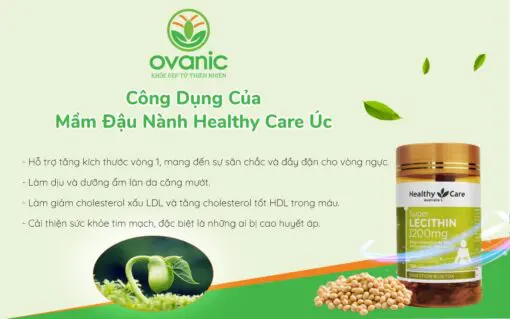 ovanic
KHỎE ĐẸP TỪ THIÊN NHIÊN
Công Dụng Của
Mầm Đậu Nành Healthy Care Úc
- Hỗ trợ tăng kích thước vòng 1, mang đến sự săn chắc và đầy đặn cho vòng ngực.
- Làm dịu và dưỡng ẩm làn da căng mướt.
- Làm giảm cholesterol xấu LDL và tăng cholesterol tốt HDL trong máu.
- Cải thiện sức khỏe tim mạch, đặc biệt là những ai bị cao huyết áp.
Healthy Care
Australia
Super
LECITHIN
1200mg